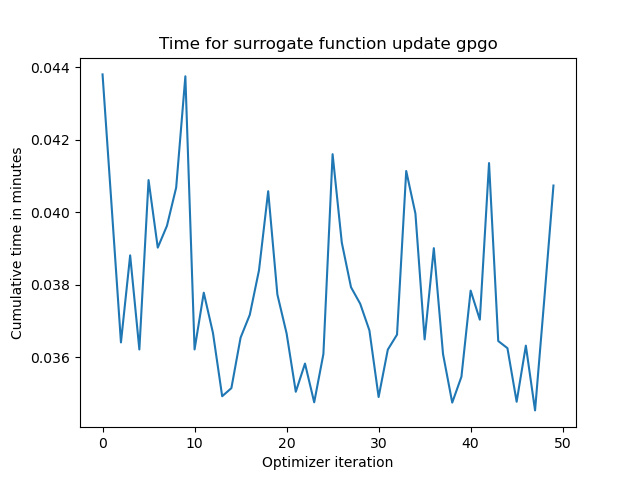 Time for surrogate function update gpgo
Cumulative time in minutes
0.044
0.042
0.040
0.038
0.036
0 10 20 30 40 50
Optimizer iteration